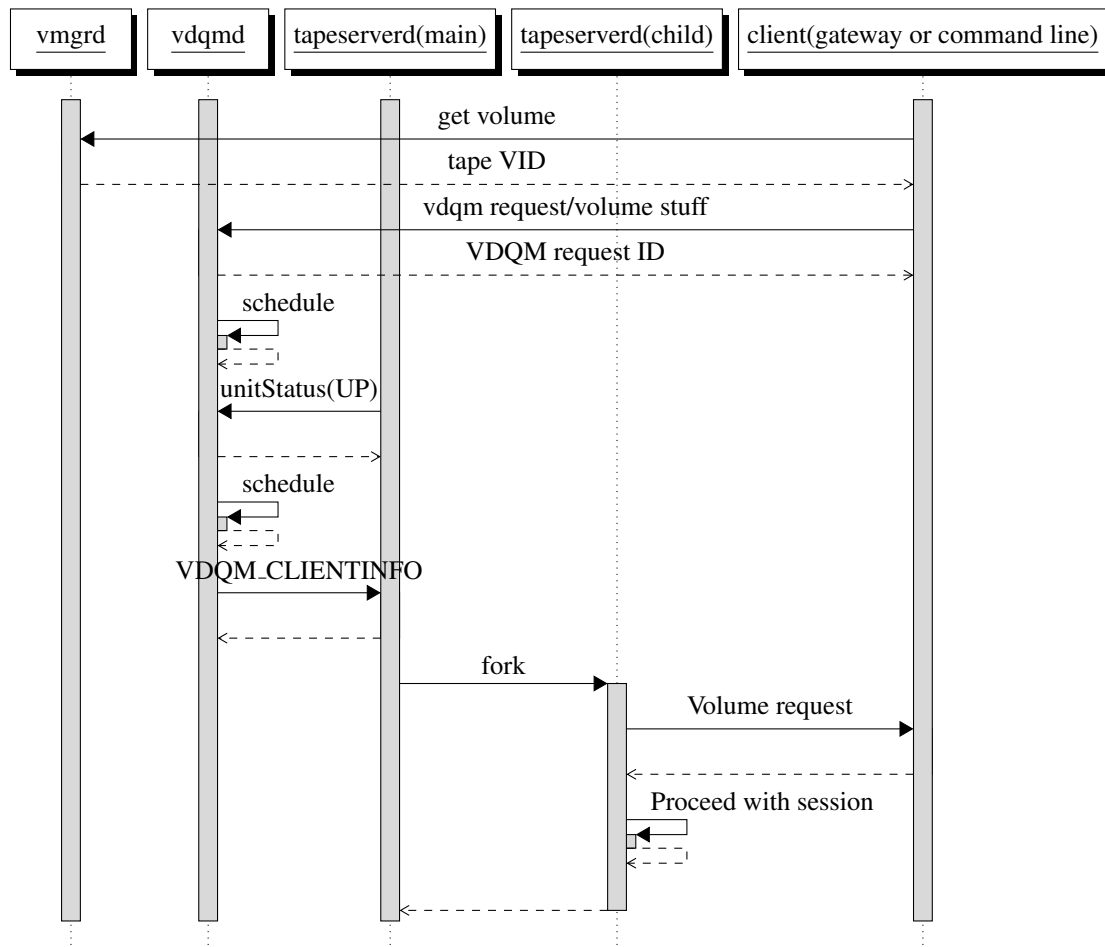 vmgrd
vdqmd
tapeserverd(main)
tapeserverd(child)
client(gateway or command line)
get volume
tape VID
vdqm request/volume stuff
VDQM request ID
schedule
unitStatus(UP)
schedule
VDQM_CLIENTINFO
fork
Volume request
Proceed with session